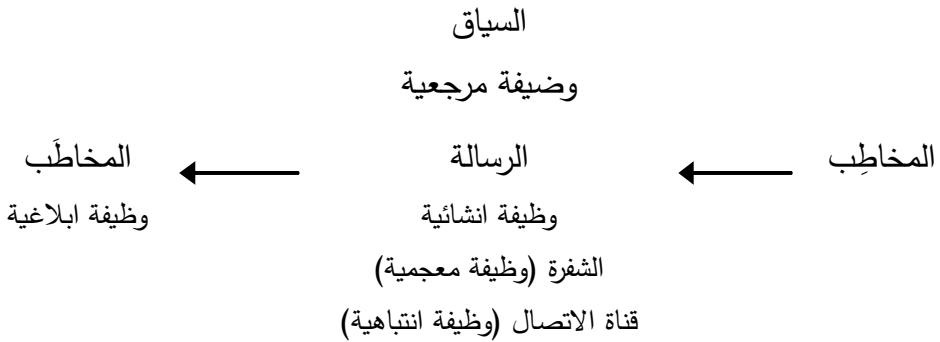 السياق
وضيفة مرجعية
المخاطِب الرسالة المخاطَب
وظيفة انشائية وظيفة ابلاغية
الشفرة (وظيفة معجمية)
قناة الاتصال (وظيفة انتباهية)